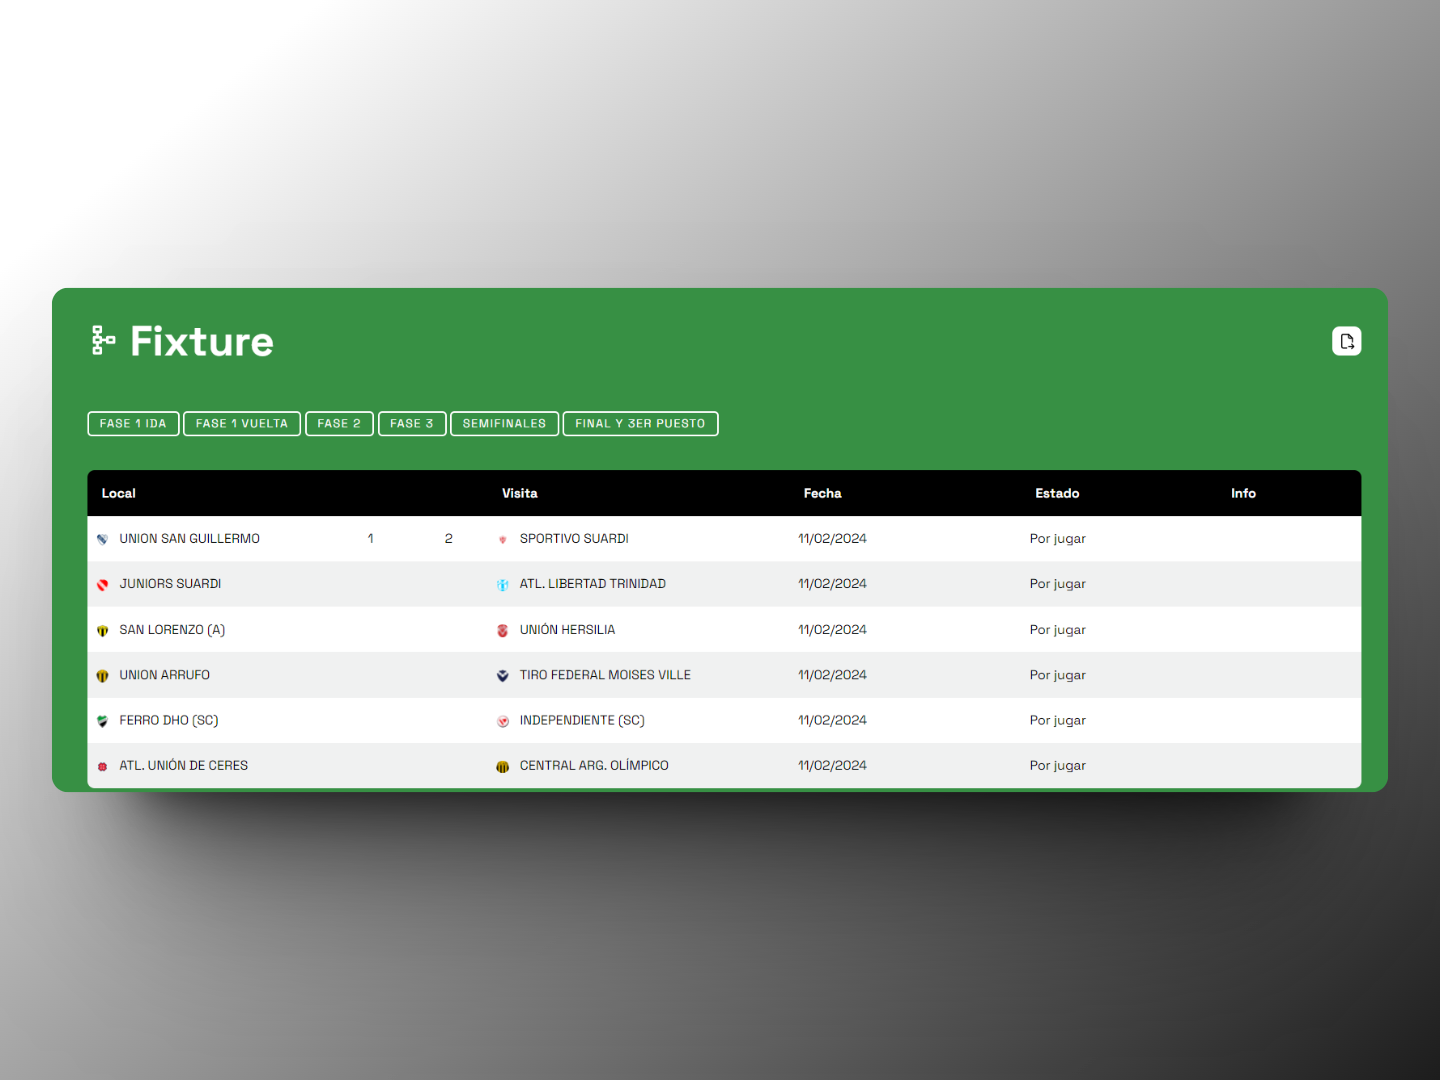 Fixture
FASE 1 IDA FASE 1 VUELTA FASE 2 FASE 3 SEMIFINALES FINAL Y 3ER PUESTO
Local Visita Fecha Estado Info
UNION SAN GUILLERMO 1 2 SPORTIVO SUARDI 11/02/2024 Por jugar
JUNIORS SUARDI ATL. LIBERTAD TRINIDAD 11/02/2024 Por jugar
SAN LORENZO (A) UNIÓN HERSILIA 11/02/2024 Por jugar
UNION ARRUFO TIRO FEDERAL MOISES VILLE 11/02/2024 Por jugar
FERRO DHO (SC) INDEPENDIENTE (SC) 11/02/2024 Por jugar
ATL. UNIÓN DE CERES CENTRAL ARG. OLÍMPICO 11/02/2024 Por jugar